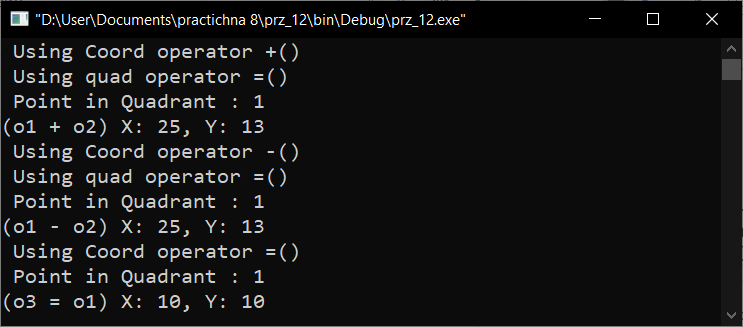 "D:\User\Documents\practichna 8\prz_12\bin\Debug\prz_12.exe"
Using Coord operator +()
Using quad operator =()
Point in Quadrant : 1
(o1 + o2) X: 25, Y: 13
Using Coord operator -()
Using quad operator =()
Point in Quadrant : 1
(o1 - o2) X: 25, Y: 13
Using Coord operator =()
Point in Quadrant : 1
(o3 = o1) X: 10, Y: 10